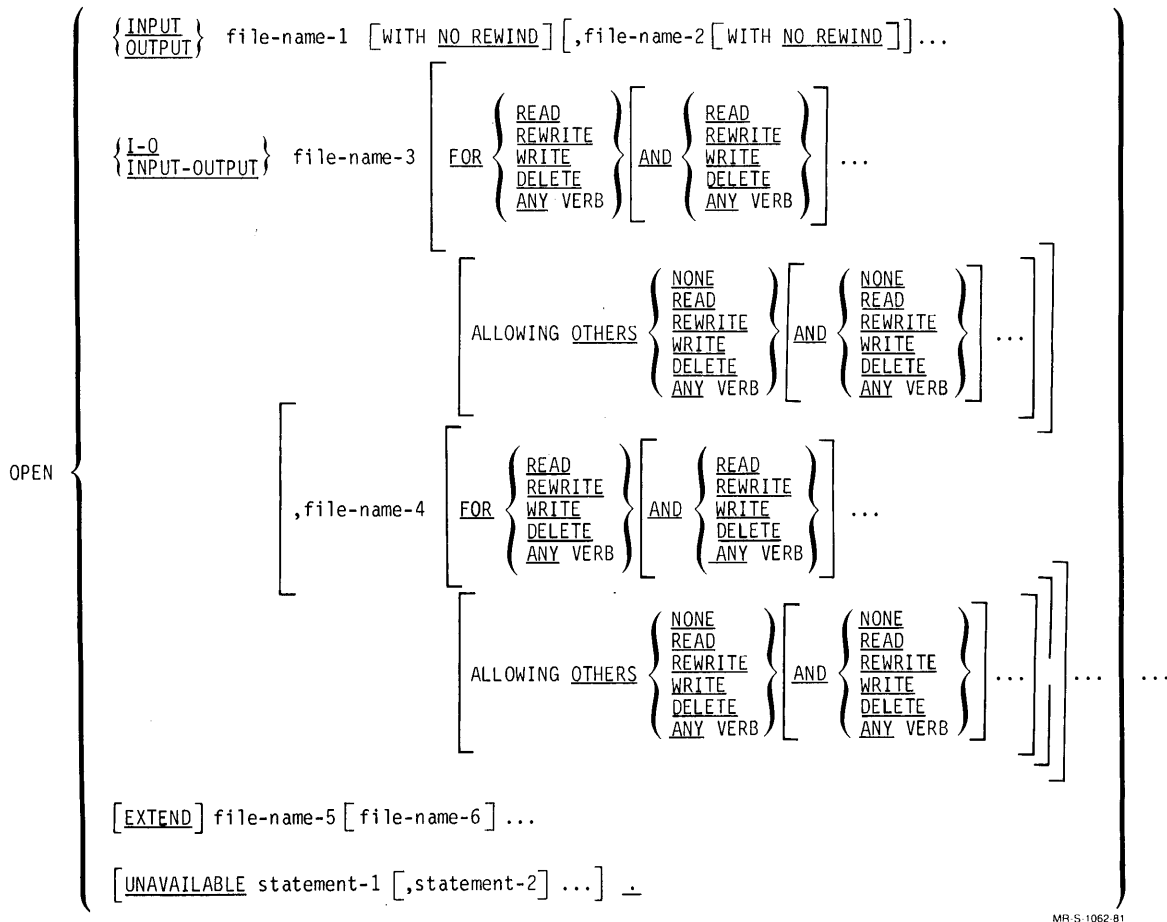 INPUT
OUTPUT file-name-1 [WITH NO REWIND] [,file-name-2 [WITH NO REWIND]]...
I-O
INPUT-OUTPUT file-name-3 FOR
READ
REWRITE
WRITE
DELETE
ANY VERB
AND
READ
REWRITE
WRITE
DELETE
ANY VERB
...
ALLOWING OTHERS
NONE
READ
REWRITE
WRITE
DELETE
ANY VERB
AND
NONE
READ
REWRITE
WRITE
DELETE
ANY VERB
...
OPEN
,file-name-4 FOR
READ
REWRITE
WRITE
DELETE
ANY VERB
AND
READ
REWRITE
WRITE
DELETE
ANY VERB
...
ALLOWING OTHERS
NONE
READ
REWRITE
WRITE
DELETE
ANY VERB
AND
NONE
READ
REWRITE
WRITE
DELETE
ANY VERB
... ... ...
[EXTEND] file-name-5 [file-name-6] ...
[UNAVAILABLE statement-1 [,statement-2] ...] .
MR-S-1062-81